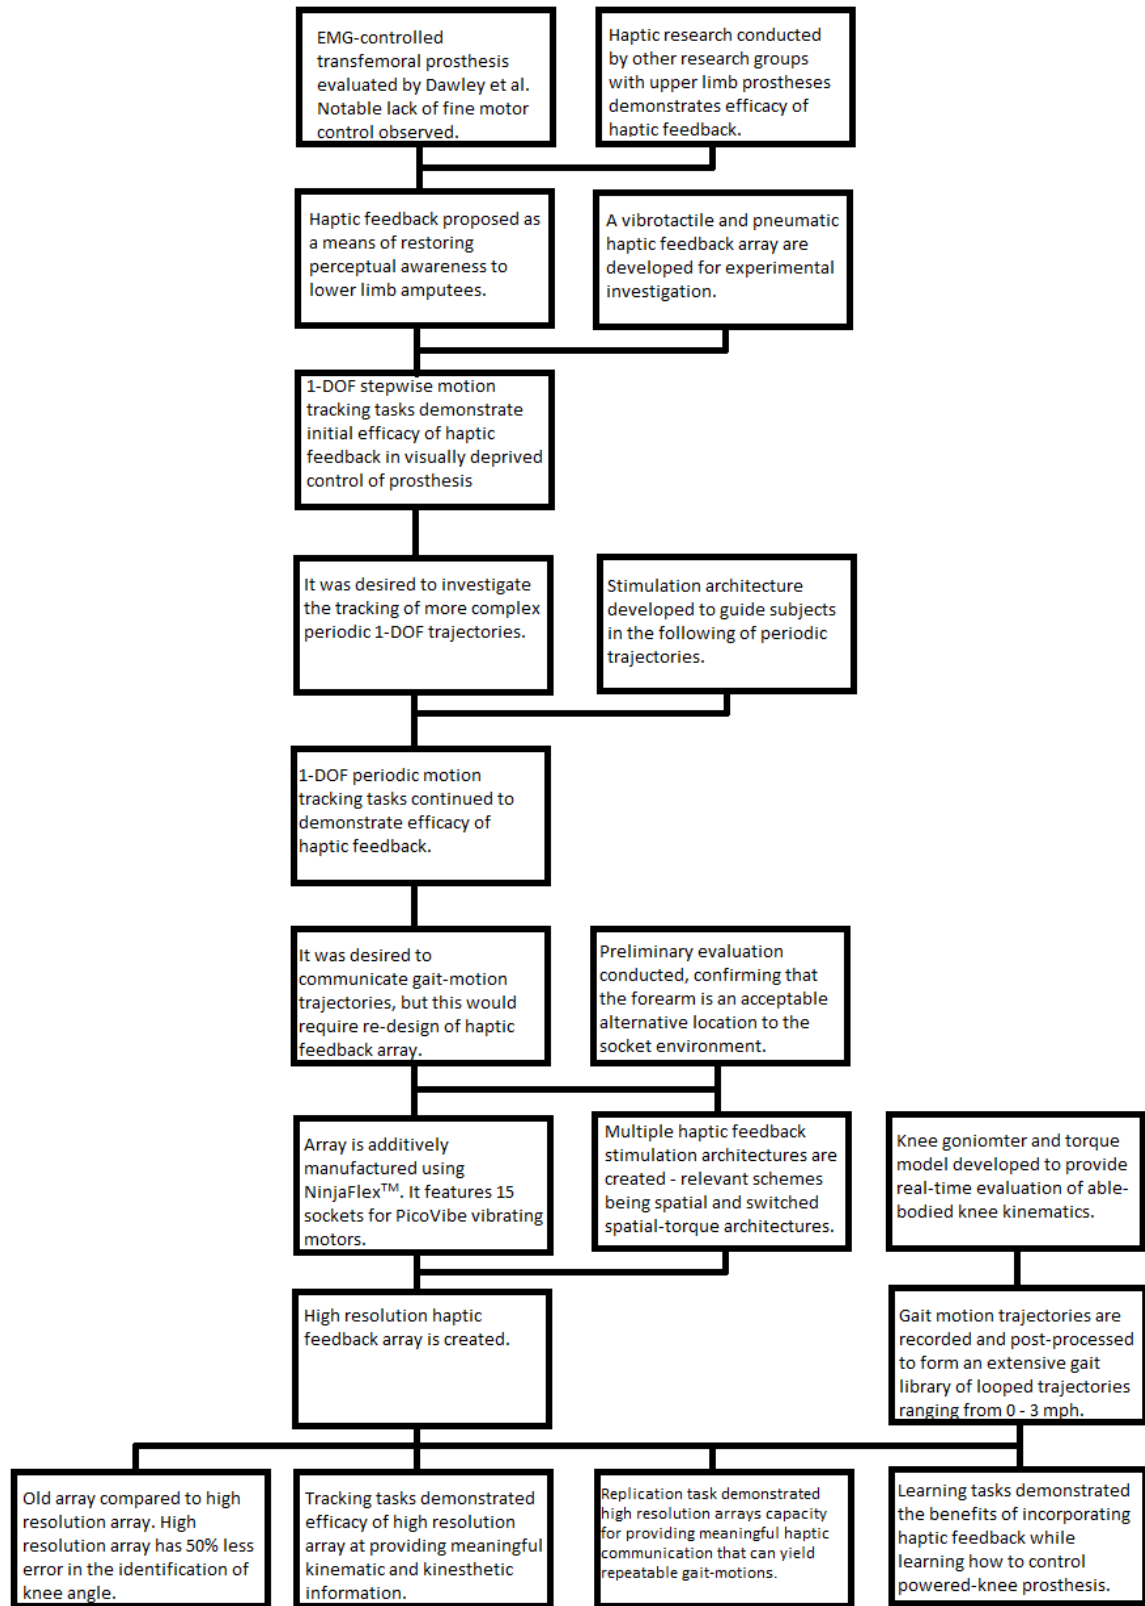 EMG-controlled
transfemoral prosthesis
evaluated by Dawley et al.
Notable lack of fine motor
control observed.
Haptic research conducted
by other research groups
with upper limb prostheses
demonstrates efficacy of
haptic feedback.
Haptic feedback proposed as
a means of restoring
perceptual awareness to
lower limb amputees.
A vibrotactile and pneumatic
haptic feedback array are
developed for experimental
investigation.
1-DOF stepwise motion
tracking tasks demonstrate
initial efficacy of haptic
feedback in visually deprived
control of prosthesis
It was desired to investigate
the tracking of more complex
periodic 1-DOF trajectories.
Stimulation architecture
developed to guide subjects
in the following of periodic
trajectories.
1-DOF periodic motion
tracking tasks continued to
demonstrate efficacy of
haptic feedback.
It was desired to
communicate gait-motion
trajectories, but this would
require re-design of haptic
feedback array.
Preliminary evaluation
conducted, confirming that
the forearm is an acceptable
alternative location to the
socket environment.
Array is additively
manufactured using
NinjaFlex™. It features 15
sockets for PicoVibe vibrating
motors.
Multiple haptic feedback
stimulation architectures are
created - relevant schemes
being spatial and switched
spatial-torque architectures.
Knee goniomter and torque
model developed to provide
real-time evaluation of able-
bodied knee kinematics.
High resolution haptic
feedback array is created.
Gait motion trajectories are
recorded and post-processed
to form an extensive gait
library of looped trajectories
ranging from 0 - 3 mph.
Old array compared to high
resolution array. High
resolution array has 50% less
error in the identification of
knee angle.
Tracking tasks demonstrated
efficacy of high resolution
array at providing meaningful
kinematic and kinesthetic
information.
Replication task demonstrated
high resolution arrays capacity
for providing meaningful haptic
communication that can yield
repeatable gait-motions.
Learning tasks demonstrated
the benefits of incorporating
haptic feedback while
learning how to control
powered-knee prosthesis.